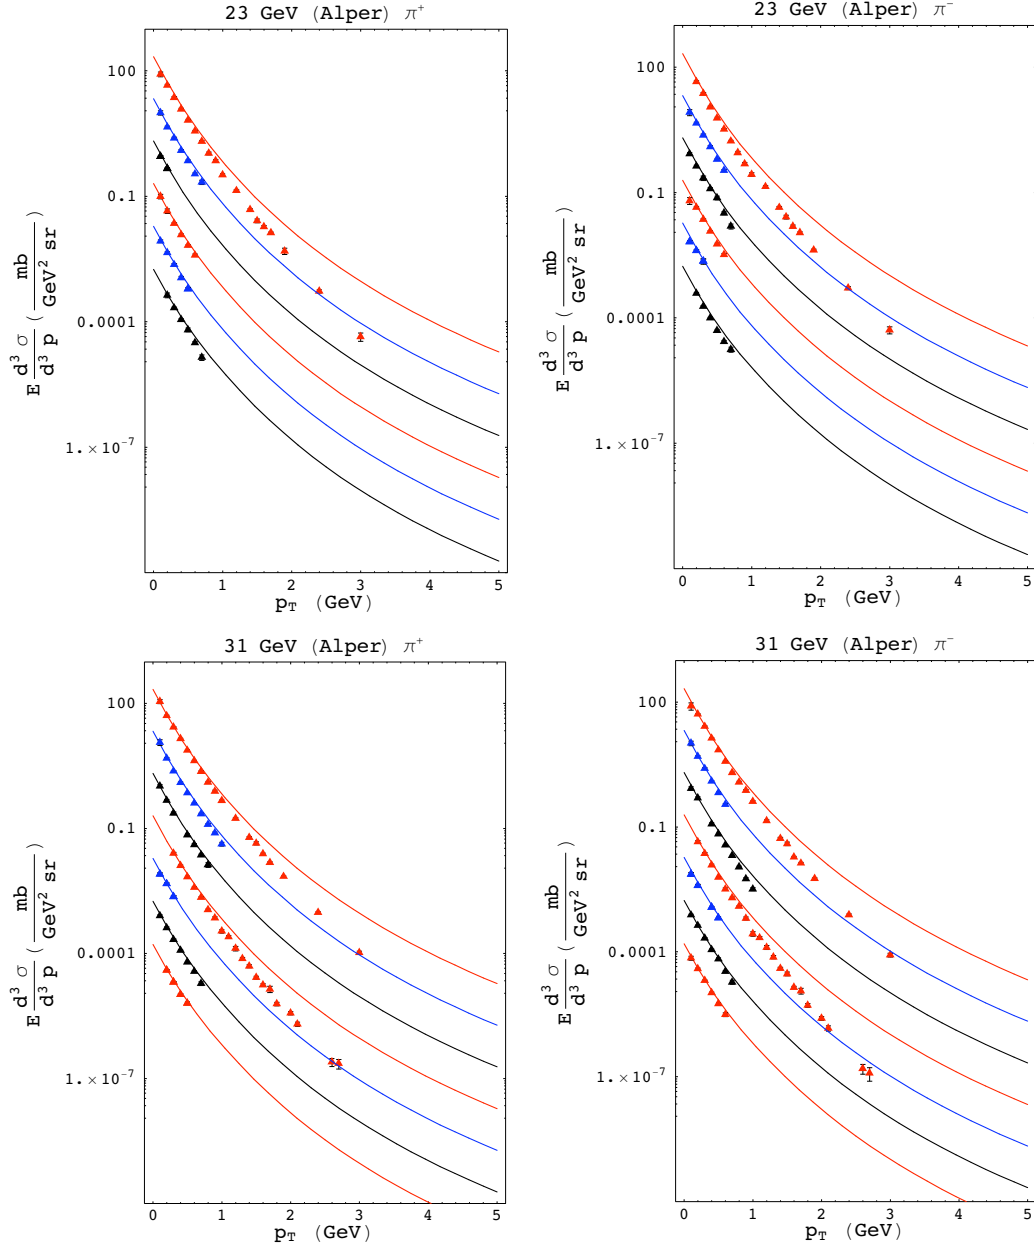 23 GeV (Alper) π⁺
100
0.1
0.0001
1.×10⁻⁷
E d³σ/d³p ( mb / GeV² sr )
0 1 2 3 4 5
p_T (GeV)
23 GeV (Alper) π⁻
100
0.1
0.0001
1.×10⁻⁷
E d³σ/d³p ( mb / GeV² sr )
0 1 2 3 4 5
p_T (GeV)
31 GeV (Alper) π⁺
100
0.1
0.0001
1.×10⁻⁷
E d³σ/d³p ( mb / GeV² sr )
0 1 2 3 4 5
p_T (GeV)
31 GeV (Alper) π⁻
100
0.1
0.0001
1.×10⁻⁷
E d³σ/d³p ( mb / GeV² sr )
0 1 2 3 4 5
p_T (GeV)